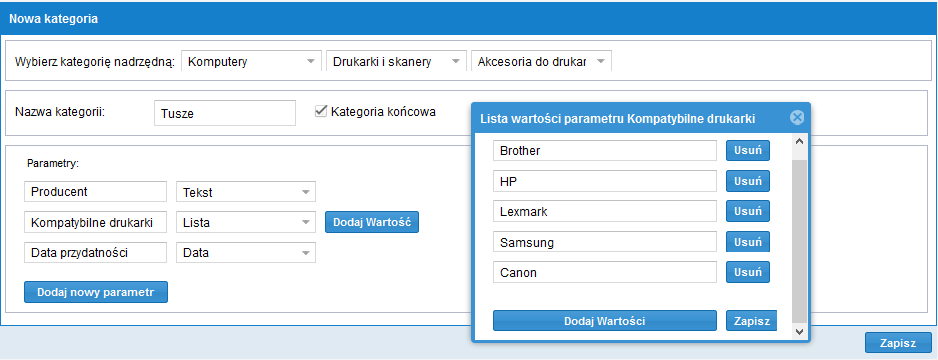 Nowa kategoria
Wybierz kategorię nadrzędną: Komputery Drukarki i skanery Akcesoria do drukar
Nazwa kategorii: Tusze Kategoria końcowa
Parametry:
Producent Tekst
Kompatybilne drukarki Lista Dodaj Wartość
Data przydatności Data
Dodaj nowy parametr
Lista wartości parametru Kompatybilne drukarki
Brother Usuń
HP Usuń
Lexmark Usuń
Samsung Usuń
Canon Usuń
Dodaj Wartości Zapisz
Zapisz